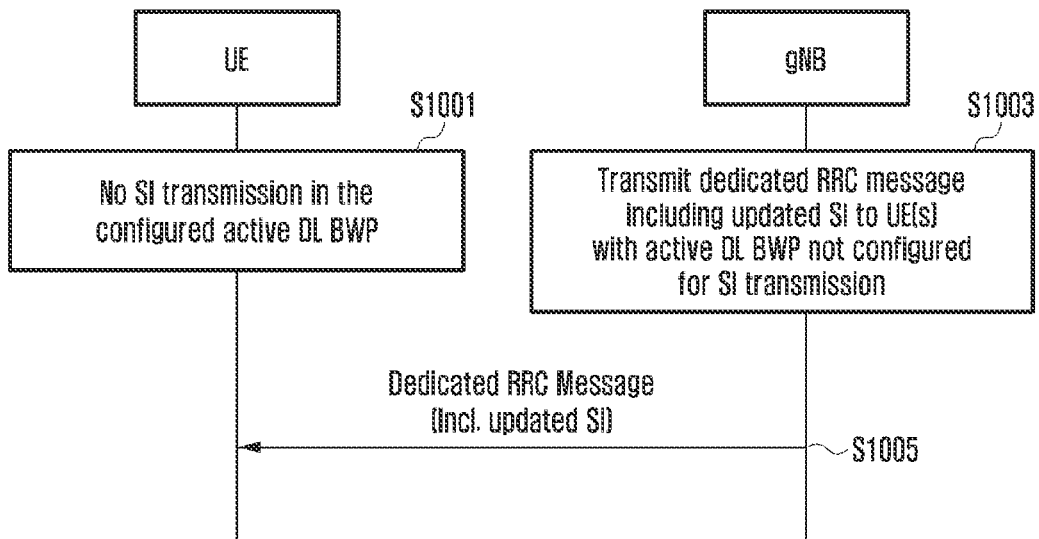 UE
gNB
S1001
S1003
No SI transmission in the
configured active DL BWP
Transmit dedicated RRC message
including updated SI to UE(s)
with active DL BWP not configured
for SI transmission
Dedicated RRC Message
(Incl. updated SI)
S1005